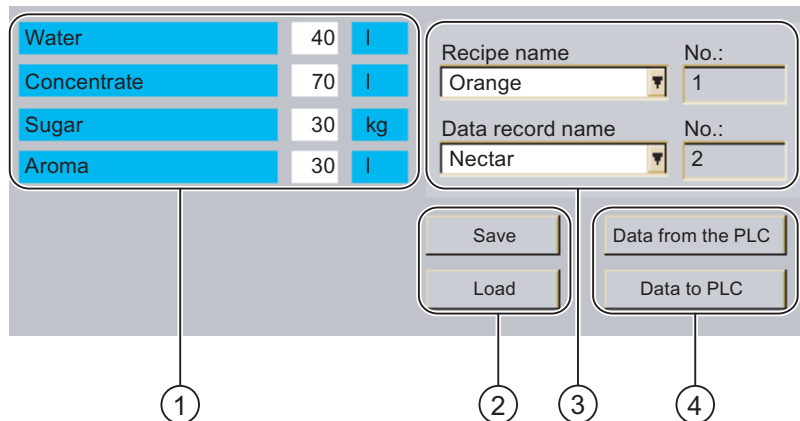 Water 40 l
Concentrate 70 l
Sugar 30 kg
Aroma 30 l
Recipe name No.:
Orange 1
Data record name No.:
Nectar 2
Save Data from the PLC
Load Data to PLC
1 2 3 4